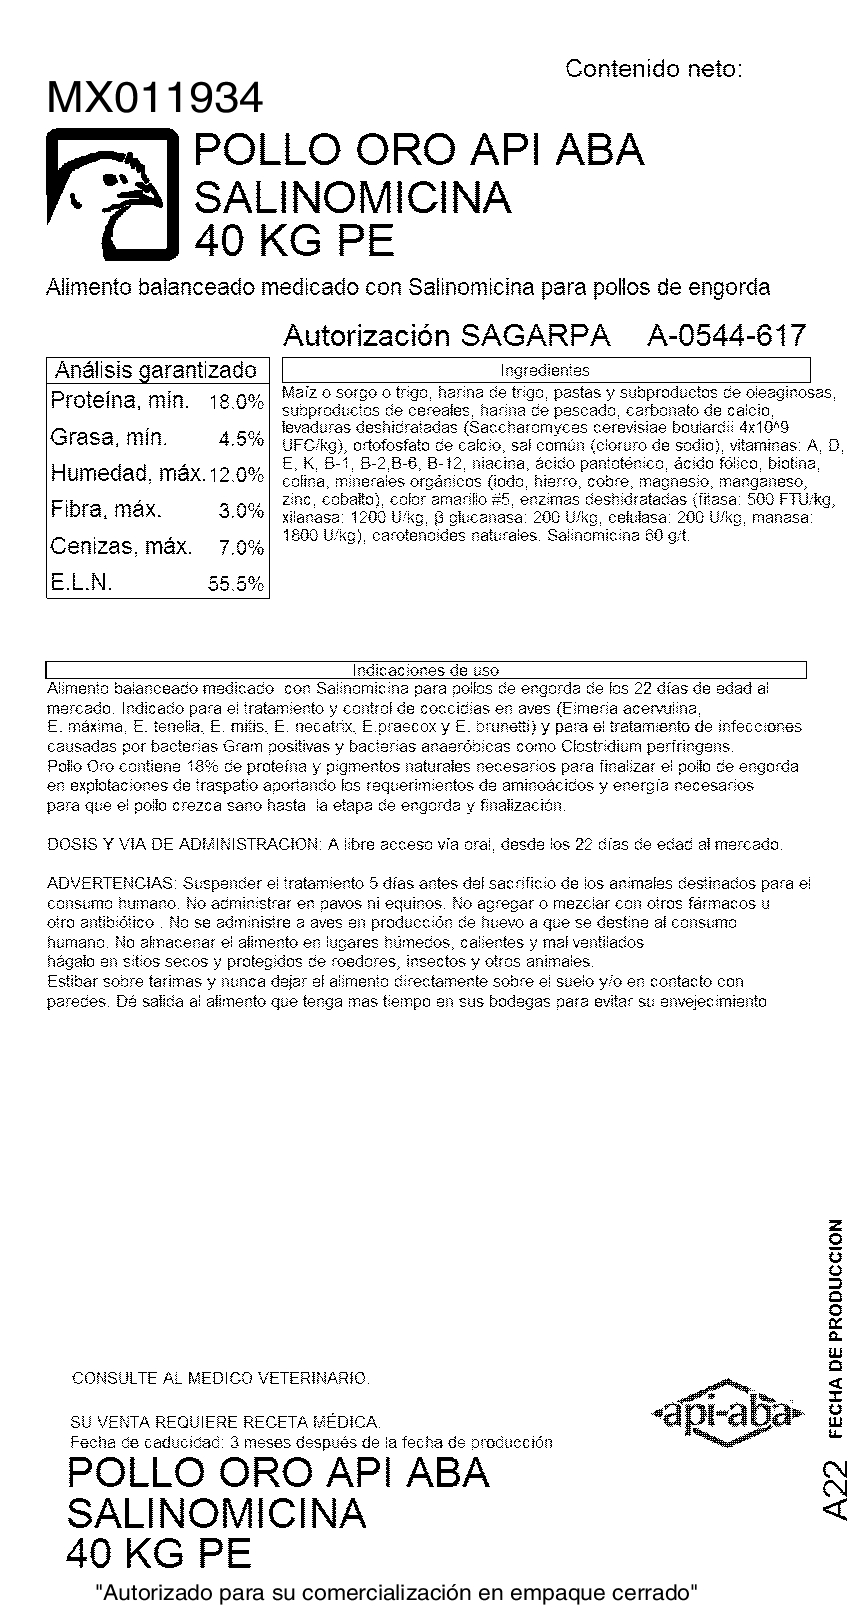 Contenido neto:
MX011934
POLLO ORO API ABA
SALINOMICINA
40 KG PE
Alimento balanceado medicado con Salinomicina para pollos de engorda
Autorización SAGARPA A-0544-617
Análisis garantizado
Proteína, mín. 18.0%
Grasa, mín. 4.5%
Humedad, máx. 12.0%
Fibra, máx. 3.0%
Cenizas, máx. 7.0%
E.L.N. 55.5%
Ingredientes
Maíz o sorgo o trigo, harina de trigo, pastas y subproductos de oleaginosas,
subproductos de cereales, harina de pescado, carbonato de calcio,
levaduras deshidratadas (Saccharomyces cerevisiae boulardii 4x10^9
UFC/kg), ortofosfato de calcio, sal común (cloruro de sodio), vitaminas: A, D,
E, K, B-1, B-2,B-6, B-12, niacina, ácido pantoténico, ácido fólico, biotina,
colina, minerales orgánicos (iodo, hierro, cobre, magnesio, manganeso,
zinc, cobalto), color amarillo #5, enzimas deshidratadas (fitasa: 500 FTU/kg,
xilanasa: 1200 U/kg, β glucanasa: 200 U/kg, celulasa: 200 U/kg, manasa:
1800 U/kg), carotenoides naturales. Salinomicina 60 g/t.
Indicaciones de uso
Alimento balanceado medicado con Salinomicina para pollos de engorda de los 22 días de edad al
mercado. Indicado para el tratamiento y control de coccidias en aves (Eimeria acervulina,
E. máxima, E. tenella, E. mitis, E. necatrix, E.praecox y E. brunetti) y para el tratamiento de infecciones
causadas por bacterias Gram positivas y bacterias anaeróbicas como Clostridium perfringens.
Pollo Oro contiene 18% de proteína y pigmentos naturales necesarios para finalizar el pollo de engorda
en explotaciones de traspatio aportando los requerimientos de aminoácidos y energía necesarios
para que el pollo crezca sano hasta la etapa de engorda y finalización.
DOSIS Y VIA DE ADMINISTRACION: A libre acceso vía oral, desde los 22 días de edad al mercado.
ADVERTENCIAS: Suspender el tratamiento 5 días antes del sacrificio de los animales destinados para el
consumo humano. No administrar en pavos ni equinos. No agregar o mezclar con otros fármacos u
otro antibiótico . No se administre a aves en producción de huevo a que se destine al consumo
humano. No almacenar el alimento en lugares húmedos, calientes y mal ventilados
hágalo en sitios secos y protegidos de roedores, insectos y otros animales.
Estibar sobre tarimas y nunca dejar el alimento directamente sobre el suelo y/o en contacto con
paredes. Dé salida al alimento que tenga mas tiempo en sus bodegas para evitar su envejecimiento
FECHA DE PRODUCCION
A22
CONSULTE AL MEDICO VETERINARIO.
api-aba
SU VENTA REQUIERE RECETA MÉDICA.
Fecha de caducidad: 3 meses después de la fecha de producción
POLLO ORO API ABA
SALINOMICINA
40 KG PE
"Autorizado para su comercialización en empaque cerrado"